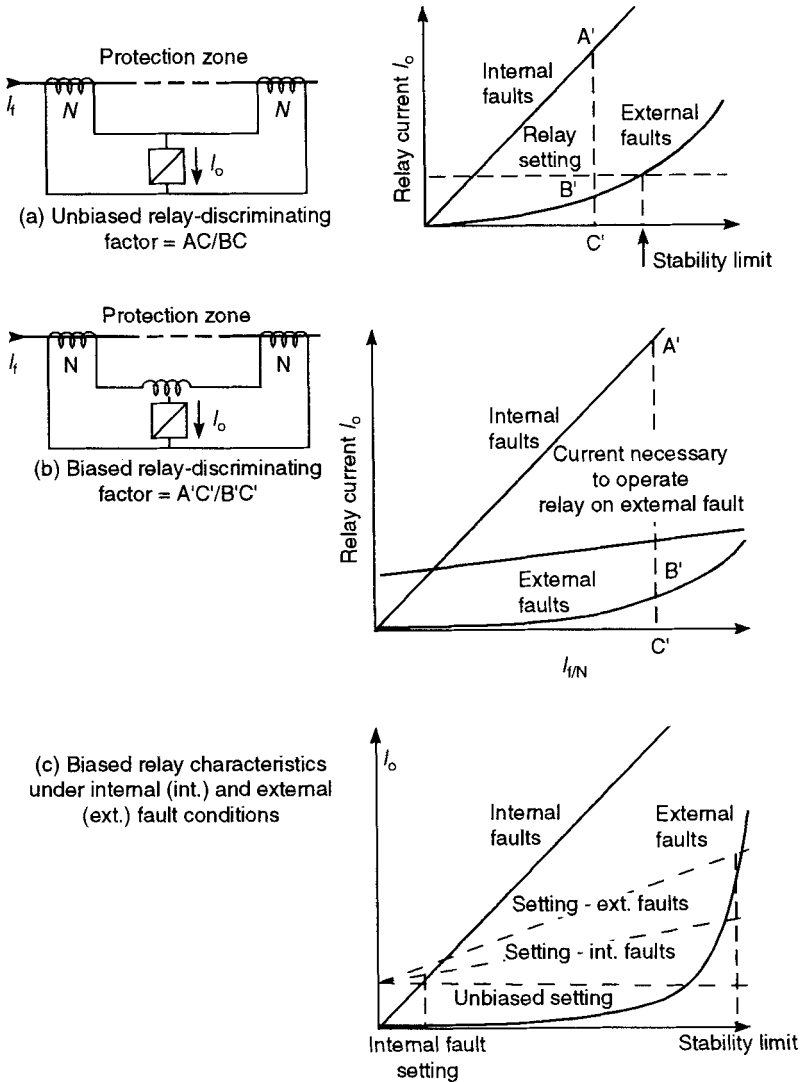 Protection zone
I_f
N
N
I_o
(a) Unbiased relay-discriminating
factor = AC/BC
Relay current I_o
A'
Internal
faults
External
faults
Relay
setting
B'
C'
Stability limit
Protection zone
I_f
N
N
I_o
(b) Biased relay-discriminating
factor = A'C'/B'C'
Relay current I_o
A'
Internal
faults
Current necessary
to operate
relay on external fault
External
faults
B'
C'
I_f/N
(c) Biased relay characteristics
under internal (int.) and external
(ext.) fault conditions
I_o
Internal
faults
External
faults
Setting - ext. faults
Setting - int. faults
Unbiased setting
Internal fault
setting
Stability limit